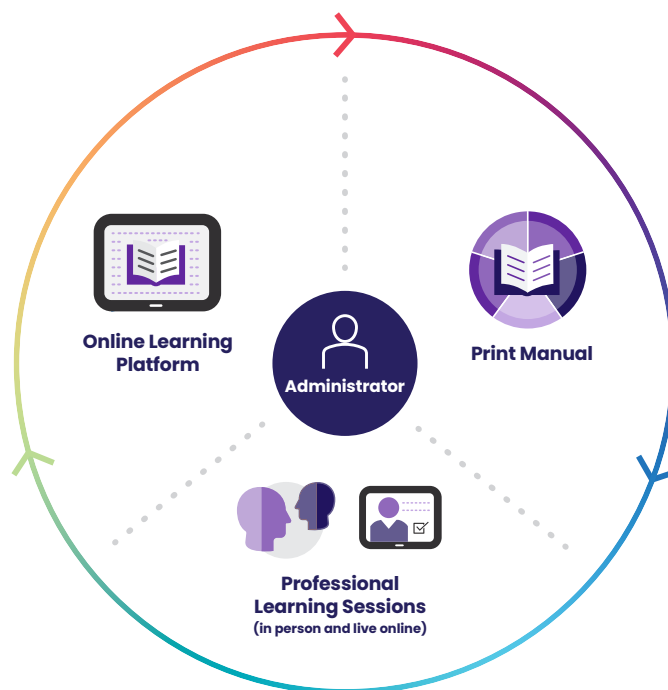 Online Learning
Platform
Print Manual
Administrator
Professional
Learning Sessions
(in person and live online)